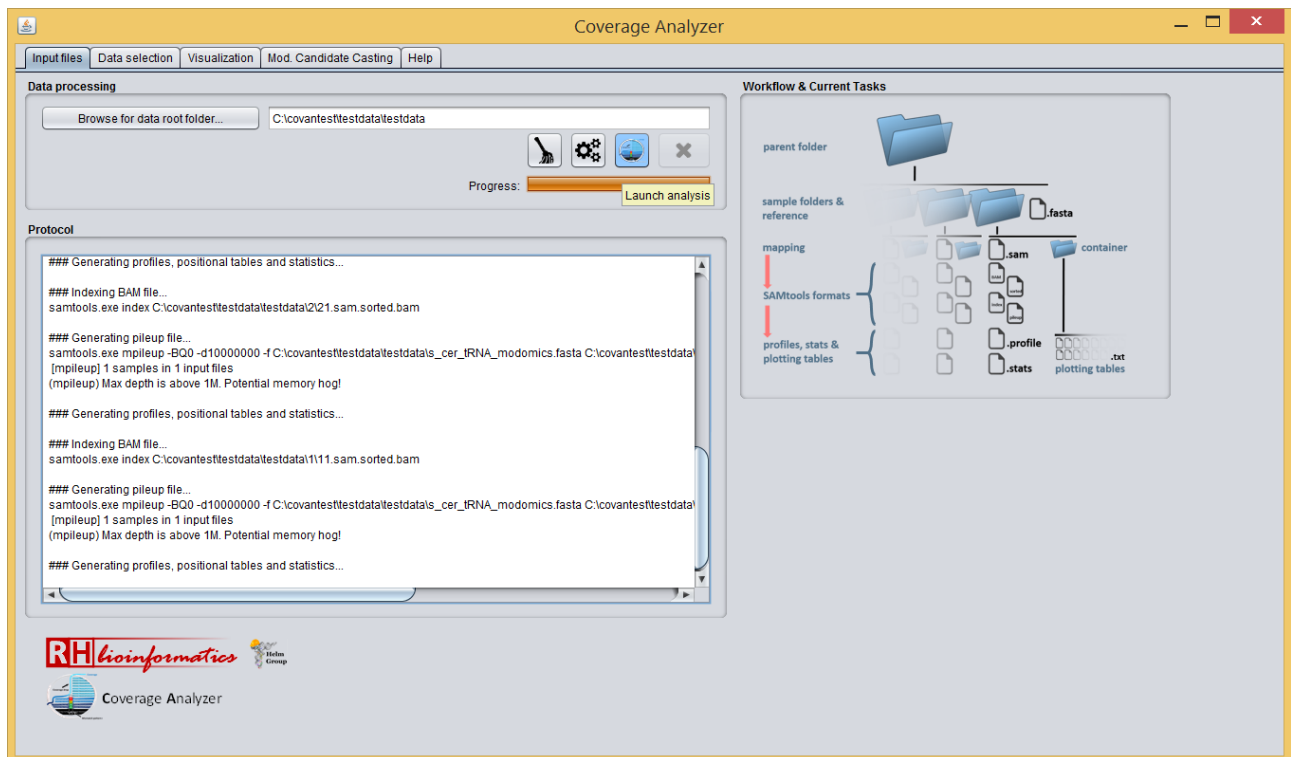 Coverage Analyzer
Input files
Data selection
Visualization
Mod. Candidate Casting
Help
Data processing
Browse for data root folder...
C:\covantest\testdata\testdata
Progress:
Launch analysis
Protocol
### Generating profiles, positional tables and statistics...
### Indexing BAM file...
samtools.exe index C:\covantest\testdata\testdata\2\21.sam.sorted.bam
### Generating pileup file...
samtools.exe mpileup -BQ0 -d10000000 -f C:\covantest\testdata\testdata\s_cer_tRNA_modomics.fasta C:\covantest\testdata\
[mpileup] 1 samples in 1 input files
(mpileup) Max depth is above 1M. Potential memory hog!
### Generating profiles, positional tables and statistics...
### Indexing BAM file...
samtools.exe index C:\covantest\testdata\testdata\1\11.sam.sorted.bam
### Generating pileup file...
samtools.exe mpileup -BQ0 -d10000000 -f C:\covantest\testdata\testdata\s_cer_tRNA_modomics.fasta C:\covantest\testdata\
[mpileup] 1 samples in 1 input files
(mpileup) Max depth is above 1M. Potential memory hog!
### Generating profiles, positional tables and statistics...
Workflow & Current Tasks
parent folder
sample folders &
reference
.fasta
mapping
.sam
container
SAMtools formats
BAM
sorted
index
pileup
profiles, stats &
plotting tables
.profile
.stats
.txt
plotting tables
RH bioinformatics
Helm
Group
Coverage Analyzer